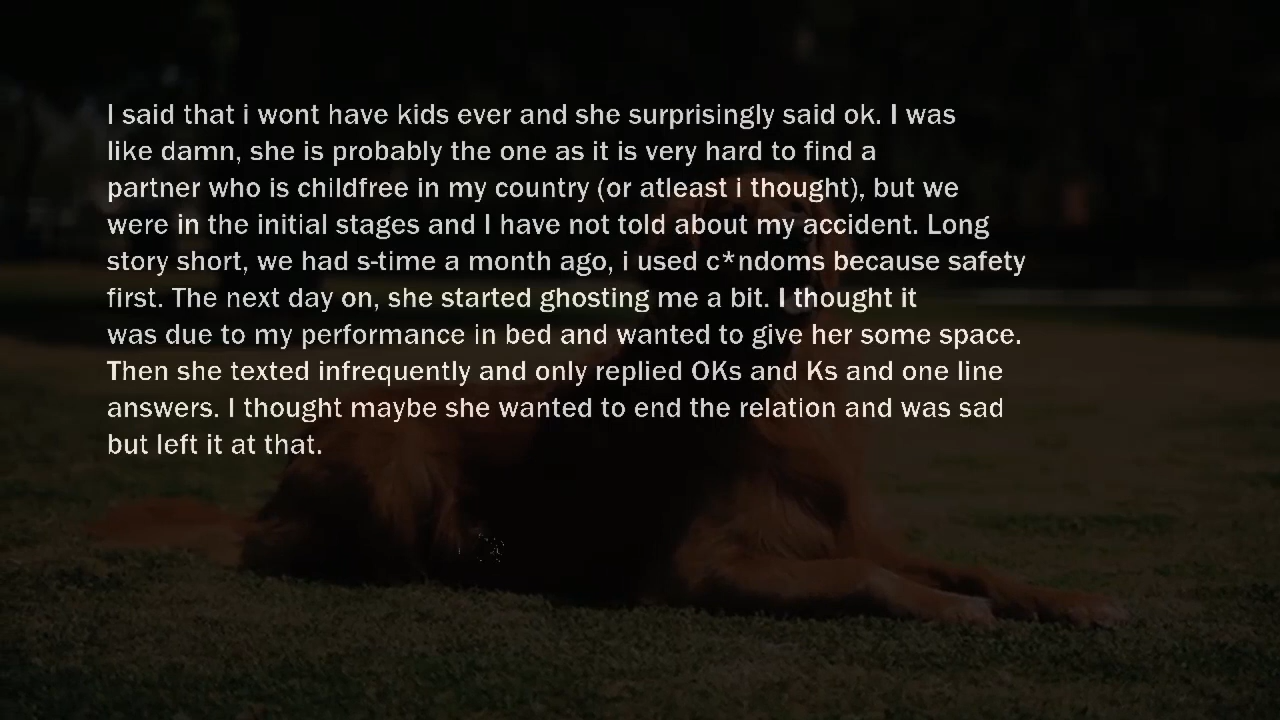 I said that i wont have kids ever and she surprisingly said ok. I was
like damn, she is probably the one as it is very hard to find a
partner who is childfree in my country (or atleast i thought), but we
were in the initial stages and I have not told about my accident. Long
story short, we had s-time a month ago, i used c*ndoms because safety
first. The next day on, she started ghosting me a bit. I thought it
was due to my performance in bed and wanted to give her some space.
Then she texted infrequently and only replied OKs and Ks and one line
answers. I thought maybe she wanted to end the relation and was sad
but left it at that.